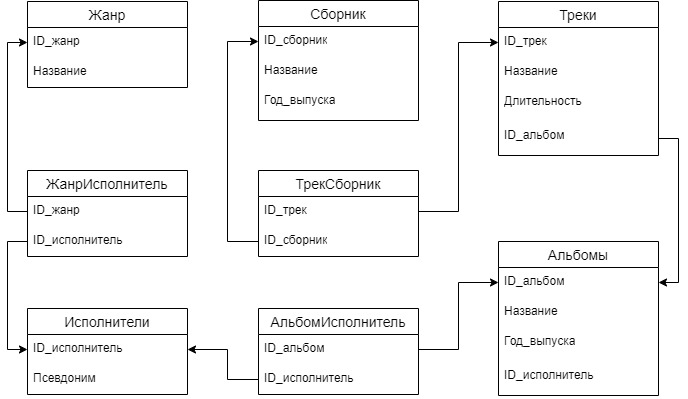 Жанр
ID_жанр
Название
Сборник
ID_сборник
Название
Год_выпуска
Треки
ID_трек
Название
Длительность
ID_альбом
ЖанрИсполнитель
ID_жанр
ID_исполнитель
ТрекСборник
ID_трек
ID_сборник
Альбомы
ID_альбом
Название
Год_выпуска
ID_исполнитель
Исполнители
ID_исполнитель
Псевдоним
АльбомИсполнитель
ID_альбом
ID_исполнитель